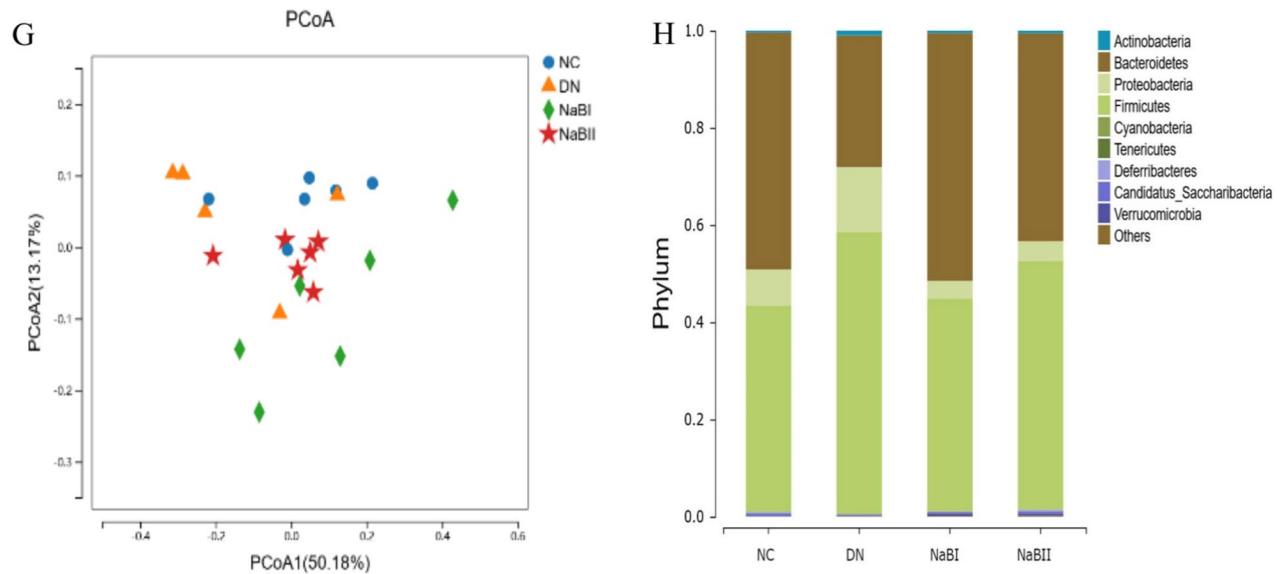 G
PCoA
NC
DN
NaBI
NaBII
PCoA2(13.17%)
0.2
0.1
0.0
-0.1
-0.2
-0.3
-0.4
-0.2
0.0
0.2
0.4
0.6
PCoA1(50.18%)
H
Phylum
1.0
0.8
0.6
0.4
0.2
0.0
NC
DN
NaBI
NaBII
Actinobacteria
Bacteroidetes
Proteobacteria
Firmicutes
Cyanobacteria
Tenericutes
Deferribacteres
Candidatus_Saccharibacteria
Verrucomicrobia
Others